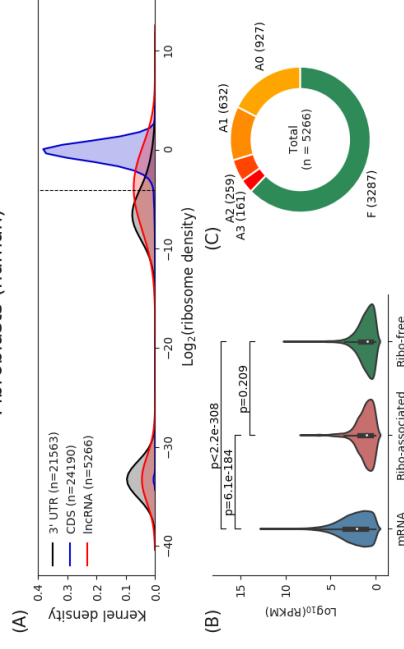 Fibroblasts (human)
(A)
Kernel density
0.4
0.3
0.2
0.1
0.0
3' UTR (n=21563)
CDS (n=24190)
lncRNA (n=5266)
−40
−30
−20
−10
0
10
Log₂(ribosome density)
(B)
Log₁₀(RPKM)
15
10
5
0
p<2.2e-308
p=6.1e-184
p=0.209
mRNA
Ribo-associated
Ribo-free
(C)
A3 (161)
A2 (259)
A1 (632)
A0 (927)
Total
(n = 5266)
F (3287)